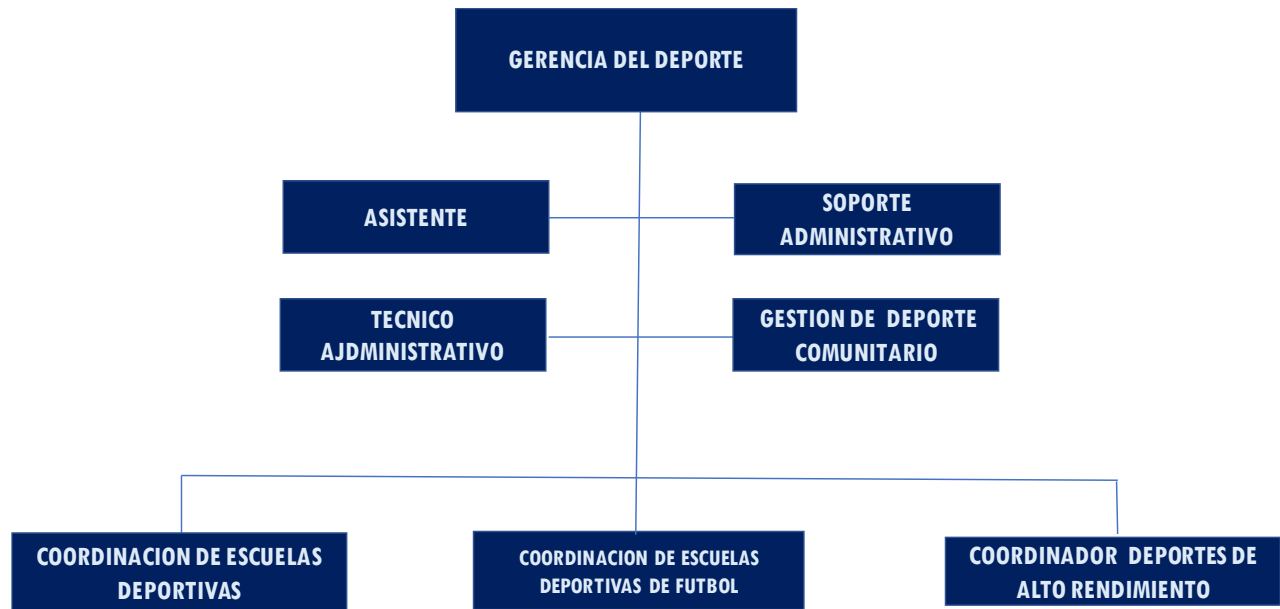 GERENCIA DEL DEPORTE
ASISTENTE
SOPORTE
ADMINISTRATIVO
TECNICO
AJDMINISTRATIVO
GESTION DE DEPORTE
COMUNITARIO
COORDINACION DE ESCUELAS
DEPORTIVAS
COORDINACION DE ESCUELAS
DEPORTIVAS DE FUTBOL
COORDINADOR DEPORTES DE
ALTO RENDIMIENTO